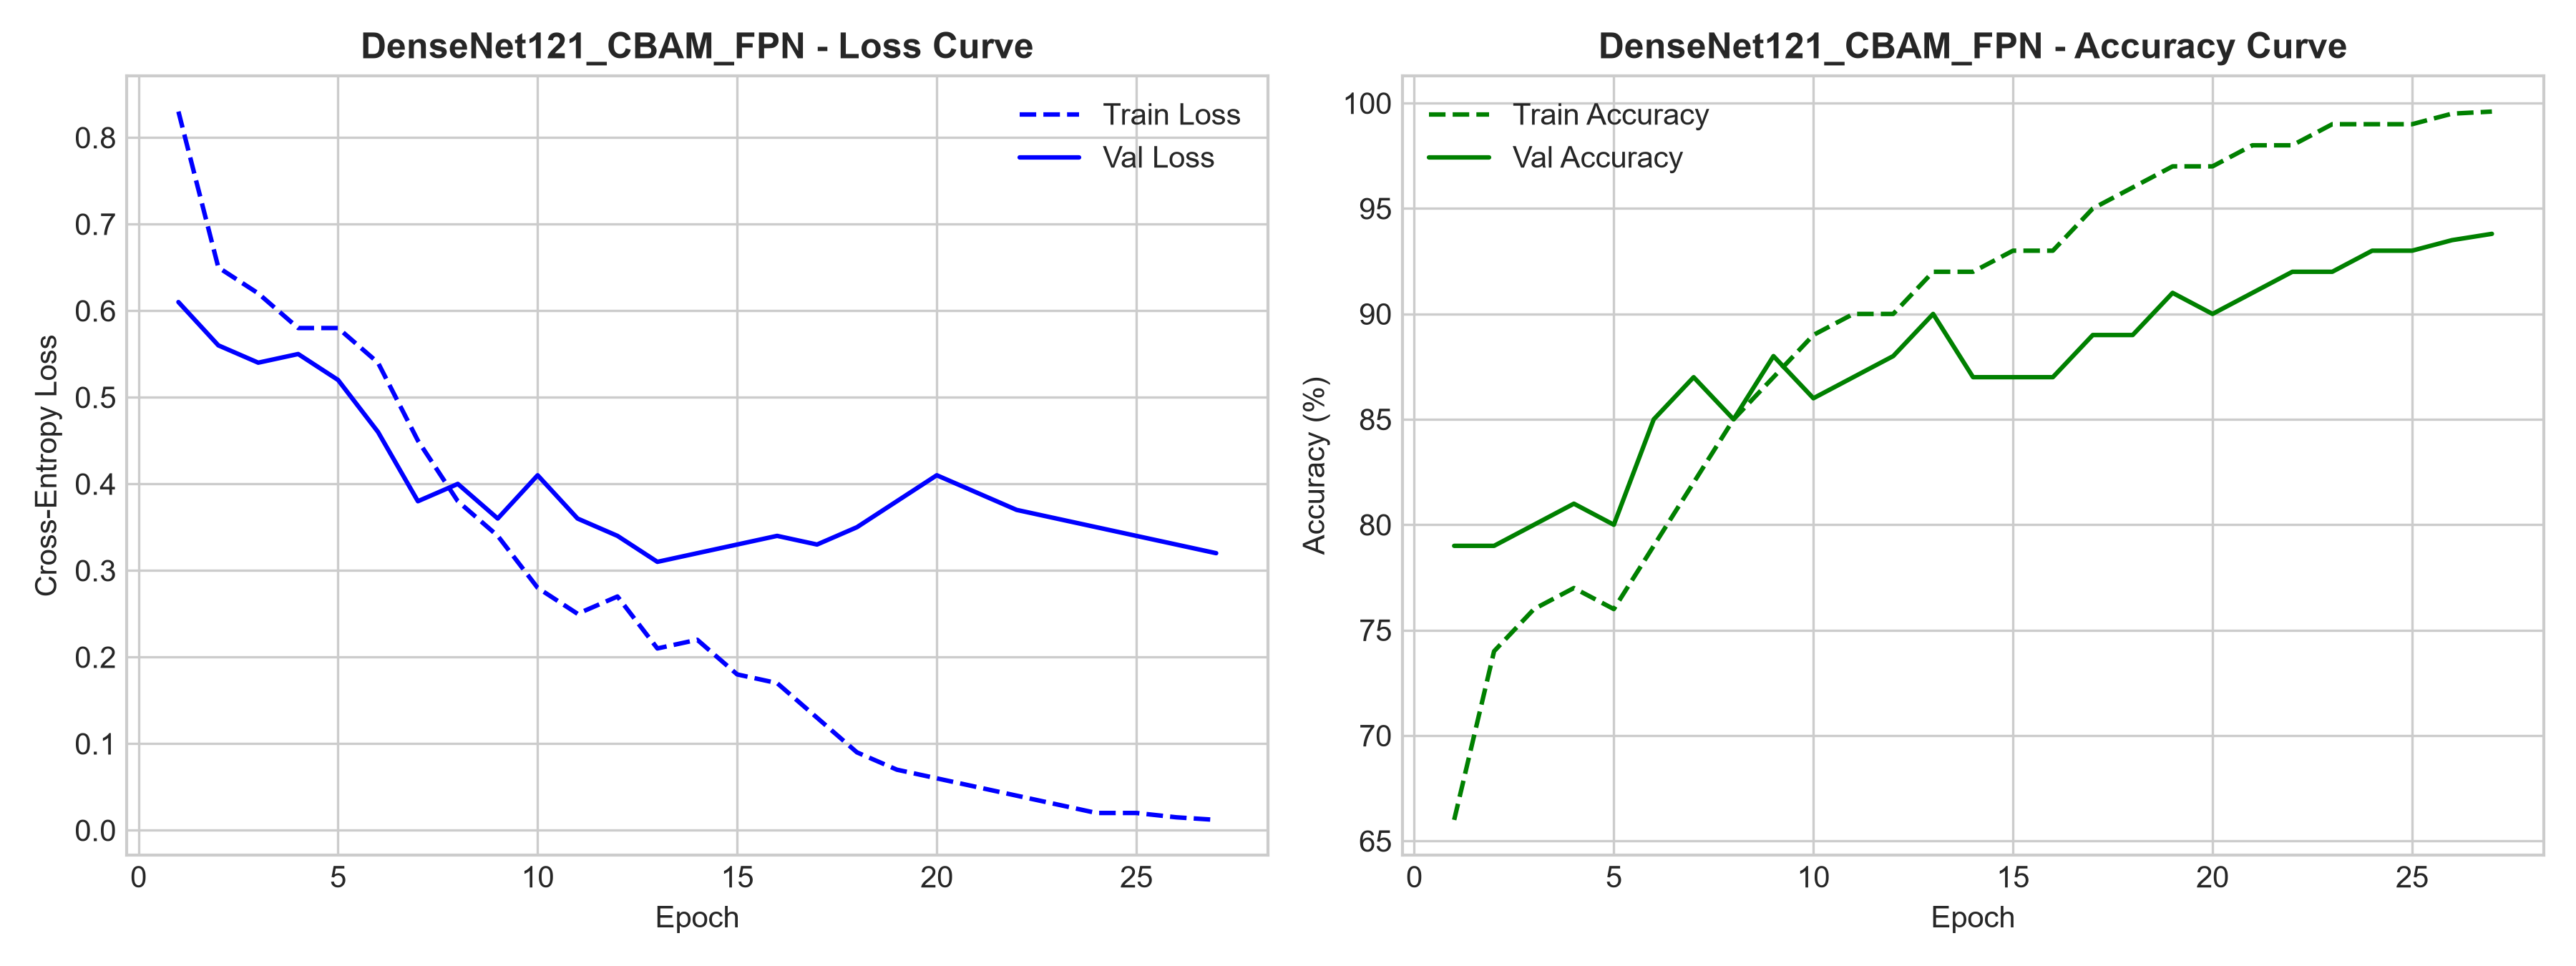 DenseNet121_CBAM_FPN - Loss Curve
Train Loss
Val Loss
Cross-Entropy Loss
0.8
0.7
0.6
0.5
0.4
0.3
0.2
0.1
0.0
0 5 10 15 20 25
Epoch
DenseNet121_CBAM_FPN - Accuracy Curve
Train Accuracy
Val Accuracy
Accuracy (%)
100
95
90
85
80
75
70
65
0 5 10 15 20 25
Epoch